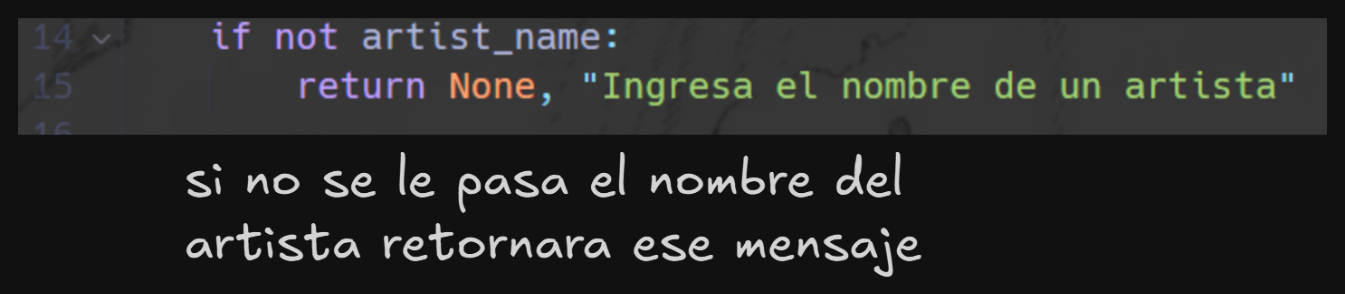 14 if not artist_name:
15 return None, "Ingresa el nombre de un artista"
16
si no se le pasa el nombre del
artista retornara ese mensaje